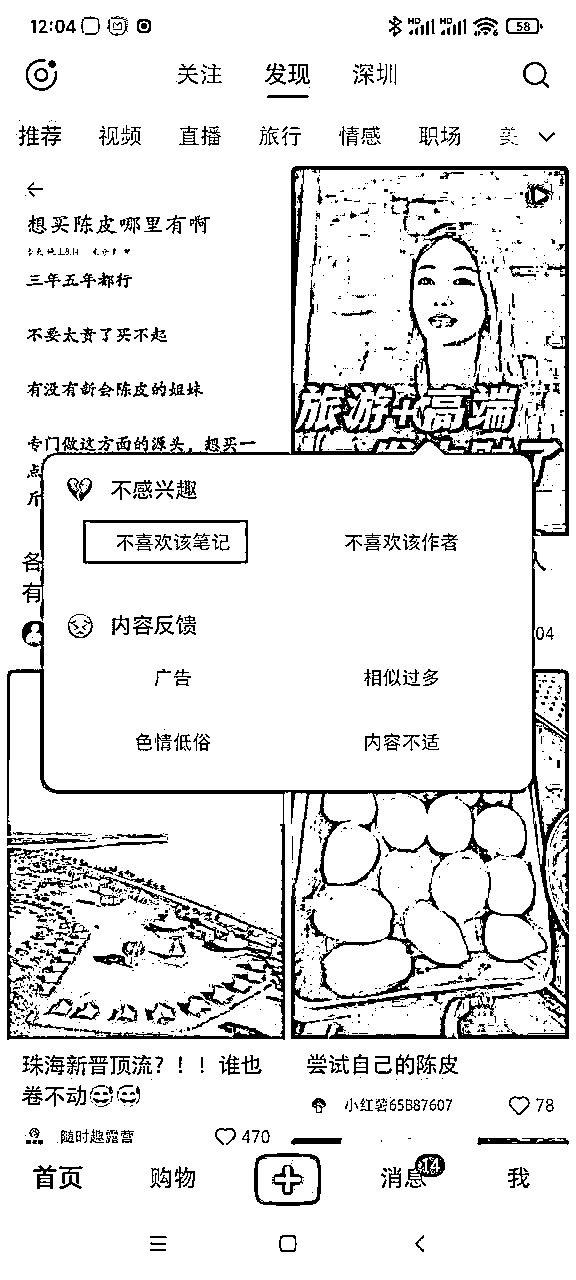 12:04
HD HD 58
关注 发现 深圳
推荐 视频 直播 旅行 情感 职场
想买陈皮哪里有啊
三年五年都行
不要太贵了买不起
有没有新会陈皮的姐妹
专门做这方面的源头，想买一
点
斤
旅游+高端
不感兴趣
不喜欢该笔记 不喜欢该作者
各
有
04
内容反馈
广告 相似过多
色情低俗 内容不适
珠海新晋顶流？！！谁也
卷不动
随时趣露营 470
尝试自己的陈皮
小红薯65B87607 78
首页 购物 消息 14 我